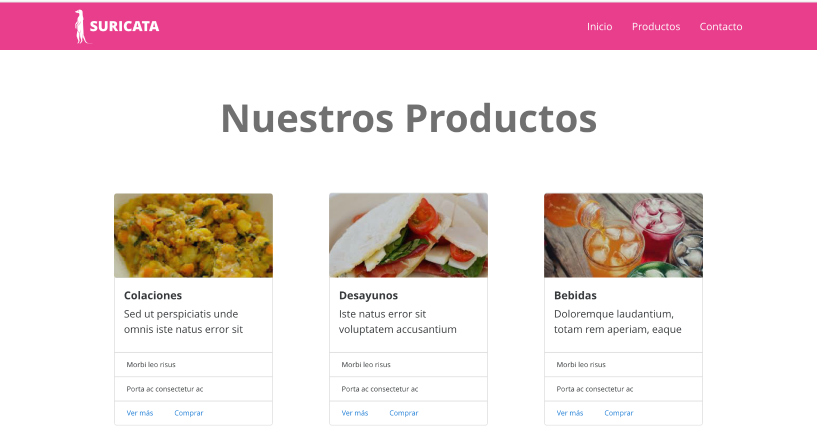 SURICATA
Inicio Productos Contacto
Nuestros Productos
Colaciones
Sed ut perspiciatis unde
omnis iste natus error sit
Morbi leo risus
Porta ac consectetur ac
Ver más Comprar
Desayunos
Iste natus error sit
voluptatem accusantium
Morbi leo risus
Porta ac consectetur ac
Ver más Comprar
Bebidas
Doloremque laudantium,
totam rem aperiam, eaque
Morbi leo risus
Porta ac consectetur ac
Ver más Comprar